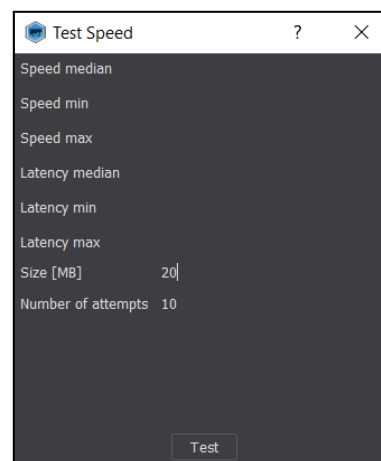 Test Speed ?
Speed median
Speed min
Speed max
Latency median
Latency min
Latency max
Size [MB] 20
Number of attempts 10
Test